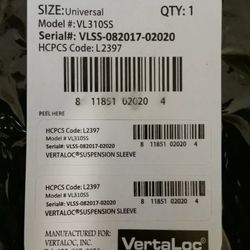 SIZE: Universal QTY: 1
Model #: VL310SS
Serial#: VLSS-082017-02020
HCPCS Code: L2397
8 11851 02020 4
PEEL HERE
HCPCS Code: L2397
Model#: VL310SS
Serial#: VLSS-082017-02020
VERTALOC®SUSPENSION SLEEVE
8 11851 02020 4
HCPCS Code: L2397
Model#: VL310SS
Serial#: VLSS-082017-02020
VERTALOC®SUSPENSION SLEEVE
8 11851 02020 4
MANUFACTURED FOR:
VERTALOC, INC.
VertaLoc®